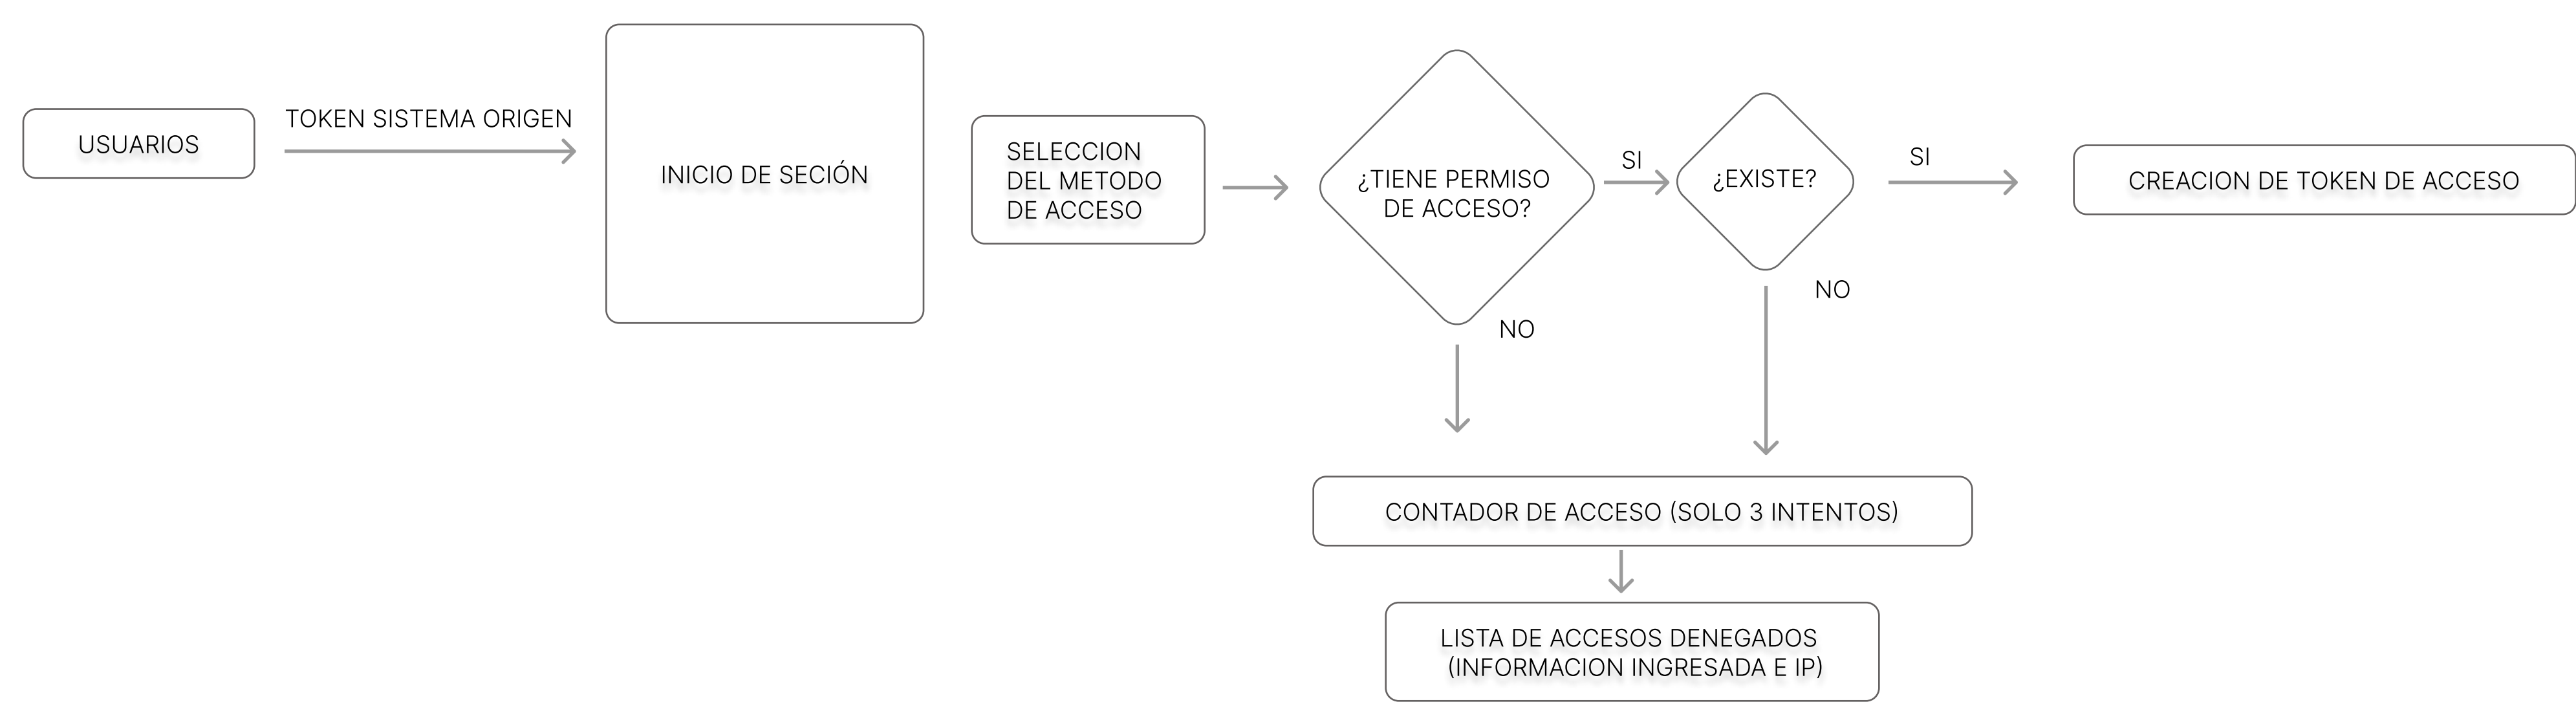 USUARIOS
TOKEN SISTEMA ORIGEN
INICIO DE SECIÓN
SELECCION
DEL METODO
DE ACCESO
¿TIENE PERMISO
DE ACCESO?
SI
¿EXISTE?
SI
CREACION DE TOKEN DE ACCESO
NO
NO
CONTADOR DE ACCESO (SOLO 3 INTENTOS)
LISTA DE ACCESOS DENEGADOS
(INFORMACION INGRESADA E IP)